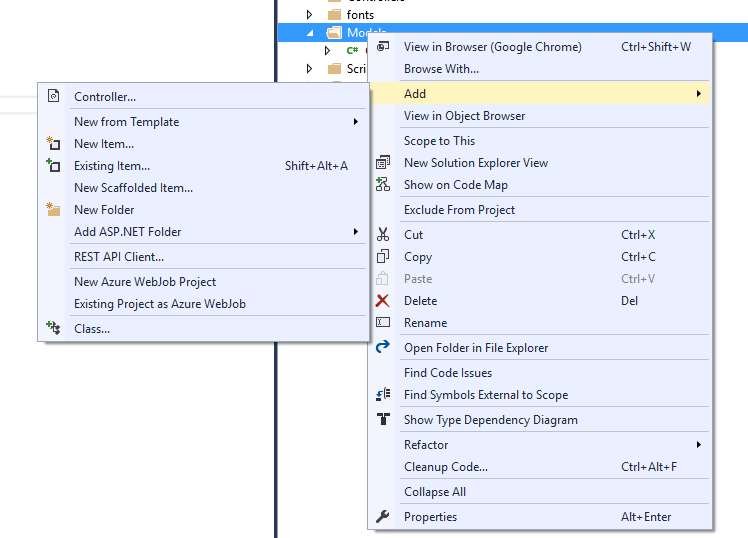 fonts
Models
C#
View in Browser (Google Chrome) Ctrl+Shift+W
Browse With...
Add
View in Object Browser
Scope to This
New Solution Explorer View
Show on Code Map
Exclude From Project
Cut Ctrl+X
Copy Ctrl+C
Paste Ctrl+V
Delete Del
Rename
Open Folder in File Explorer
Find Code Issues
Find Symbols External to Scope
Show Type Dependency Diagram
Refactor
Cleanup Code... Ctrl+Alt+F
Collapse All
Properties Alt+Enter
Controller...
New from Template
New Item...
Existing Item... Shift+Alt+A
New Scaffolded Item...
New Folder
Add ASP.NET Folder
REST API Client...
New Azure WebJob Project
Existing Project as Azure WebJob
Class...